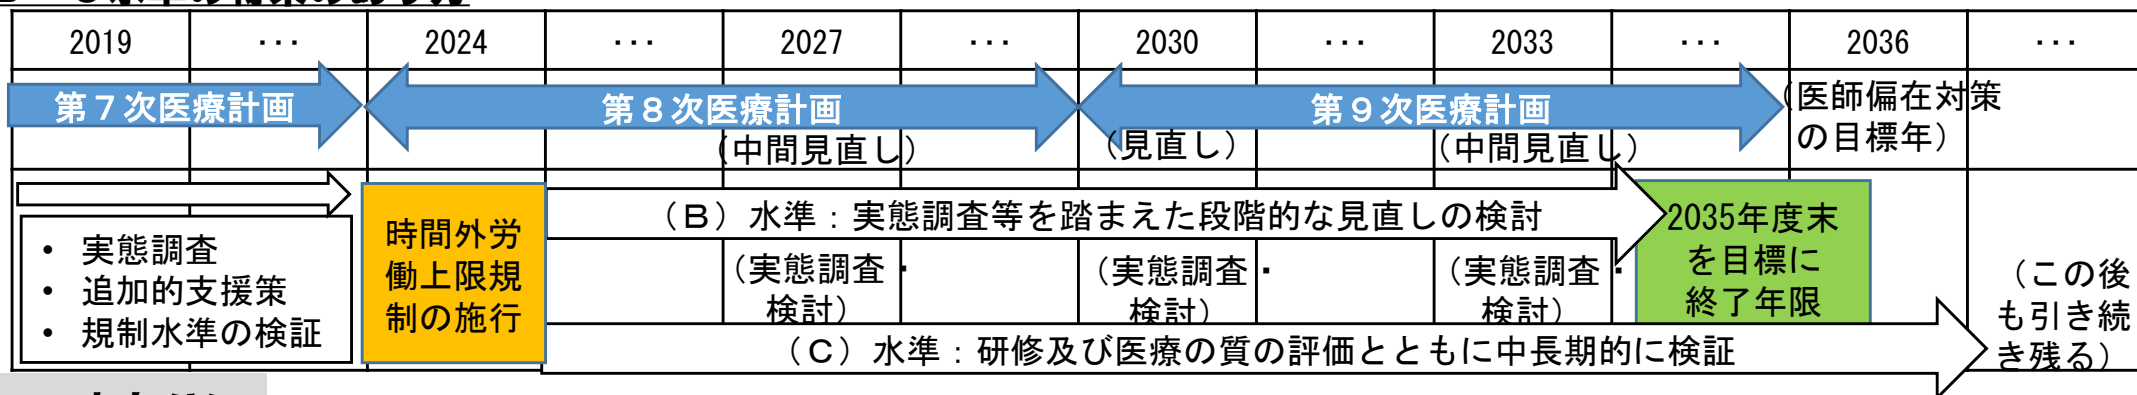 2019 ・・・ 2024 ・・・ 2027 ・・・ 2030 ・・・ 2033 ・・・ 2036 ・・・
第７次医療計画
第８次医療計画
第９次医療計画
（中間見直し）
（見直し）
（中間見直し）
（医師偏在対策
の目標年）
• 実態調査
• 追加的支援策
• 規制水準の検証
時間外労
働上限規
制の施行
（Ｂ）水準：実態調査等を踏まえた段階的な見直しの検討
（実態調査・
検討）
（実態調査・
検討）
（実態調査・
検討）
2035年度末
を目標に
終了年限
（Ｃ）水準：研修及び医療の質の評価とともに中長期的に検証
（この後
も引き続
き残る）